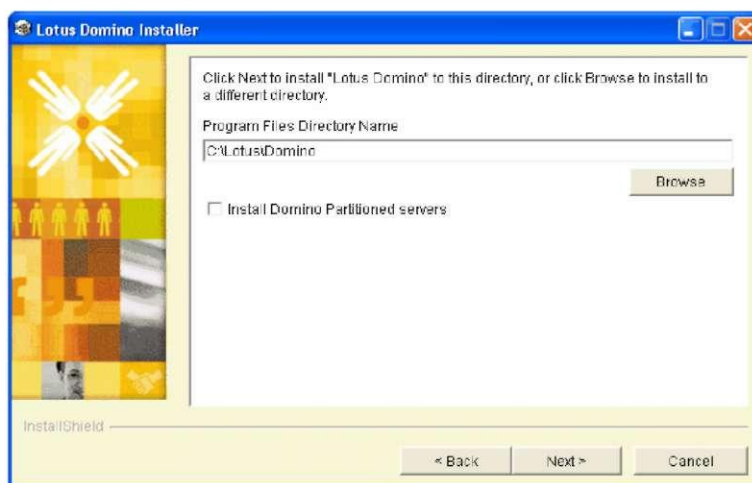 Lotus Domino Installer
Click Next to install "Lotus Domino" to this directory, or click Browse to install to
a different directory.
Program Files Directory Name
C:\Lotus\Domino
Browse
Install Domino Partitioned servers
InstallShield
< Back
Next >
Cancel